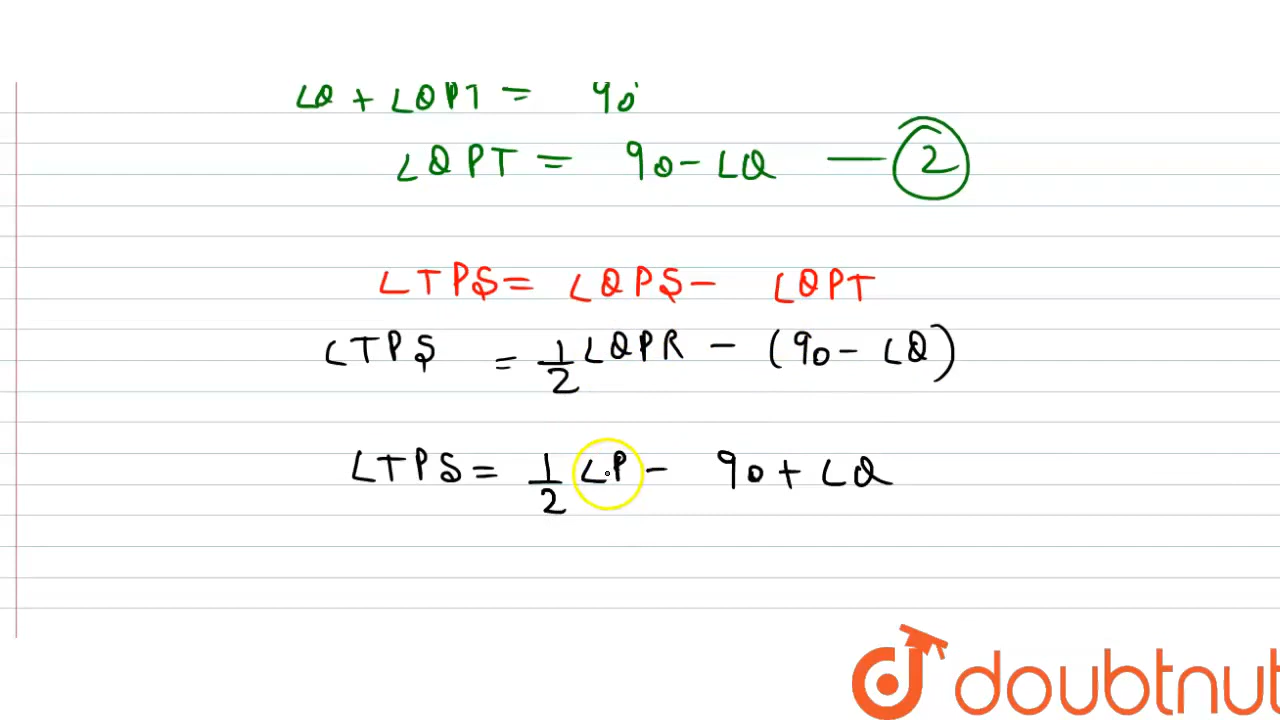 ∠Q + ∠QPT = 90°
∠QPT = 90 - ∠Q — 2
∠TPS = ∠QPS - ∠QPT
∠TPS = 1/2 ∠QPR - (90 - ∠Q)
∠TPS = 1/2 ∠P - 90 + ∠Q
doubtnut